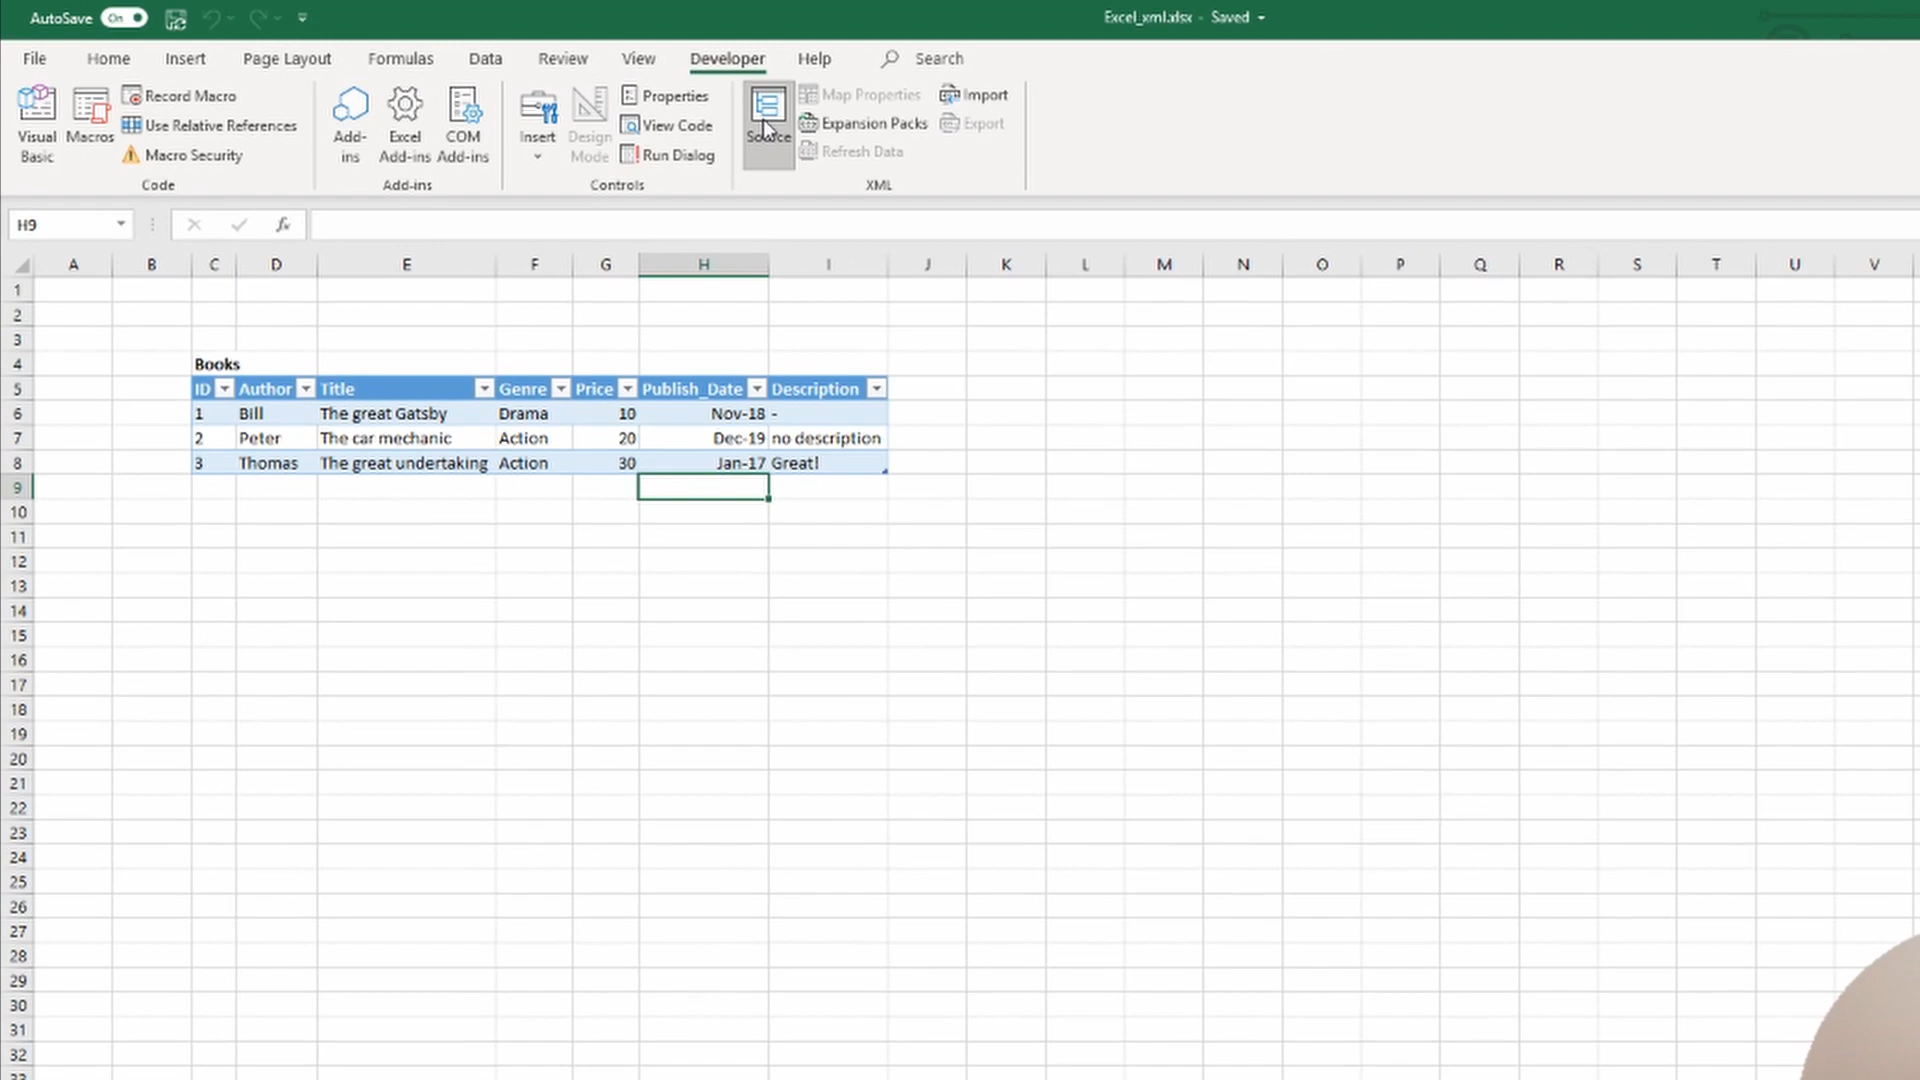 AutoSave On Excel_xml.xlsx - Saved
File Home Insert Page Layout Formulas Data Review View Developer Help Search
Visual Basic
Macros
Record Macro
Use Relative References
Macro Security
Code
Add-ins
Excel Add-ins
COM Add-ins
Add-ins
Insert
Design Mode
Properties
View Code
Run Dialog
Controls
Source
Map Properties
Expansion Packs
Refresh Data
Import
Export
XML
H9 fx
A B C D E F G H I J K L M N O P Q R S T U V
1
2
3
4 Books
5 ID Author Title Genre Price Publish_Date Description
6 1 Bill The great Gatsby Drama 10 Nov-18 -
7 2 Peter The car mechanic Action 20 Dec-19 no description
8 3 Thomas The great undertaking Action 30 Jan-17 Great!
9
10
11
12
13
14
15
16
17
18
19
20
21
22
23
24
25
26
27
28
29
30
31
32
33